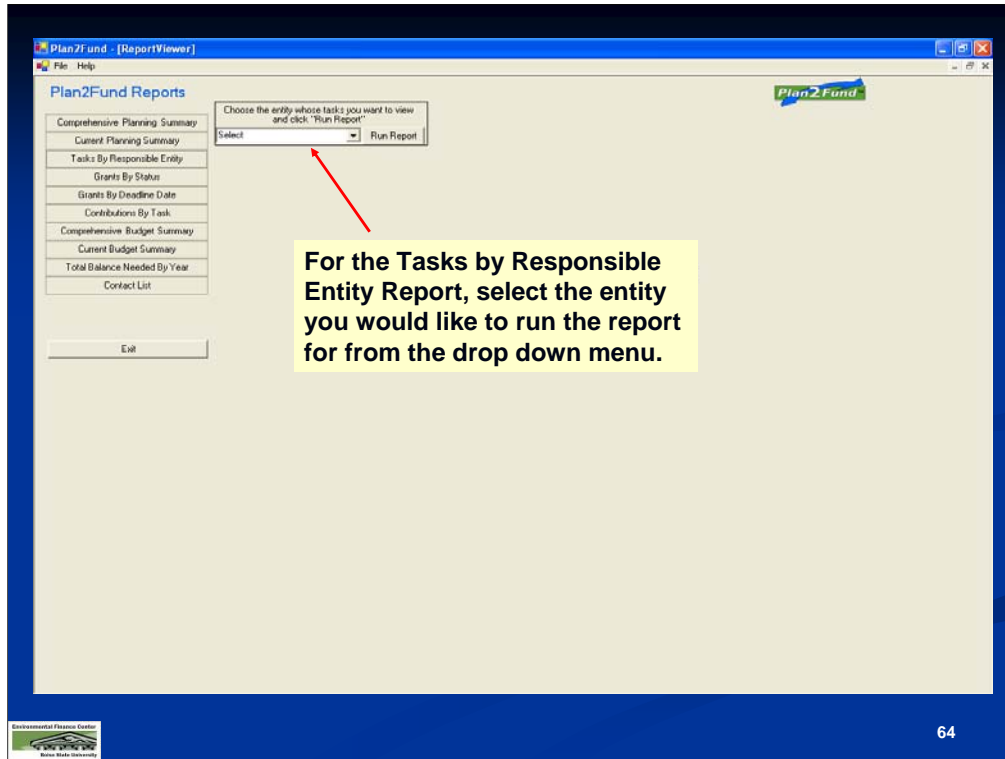 Plan2Fund - [ReportViewer]
File Help
Plan2Fund Reports
Plan2Fund
Comprehensive Planning Summary
Current Planning Summary
Tasks By Responsible Entity
Grants By Status
Grants By Deadline Date
Contributions By Task
Comprehensive Budget Summary
Current Budget Summary
Total Balance Needed By Year
Contact List
Exit
Choose the entity whose tasks you want to view
and click "Run Report"
Select Run Report
For the Tasks by Responsible
Entity Report, select the entity
you would like to run the report
for from the drop down menu.
Environmental Finance Center
Boise State University
64